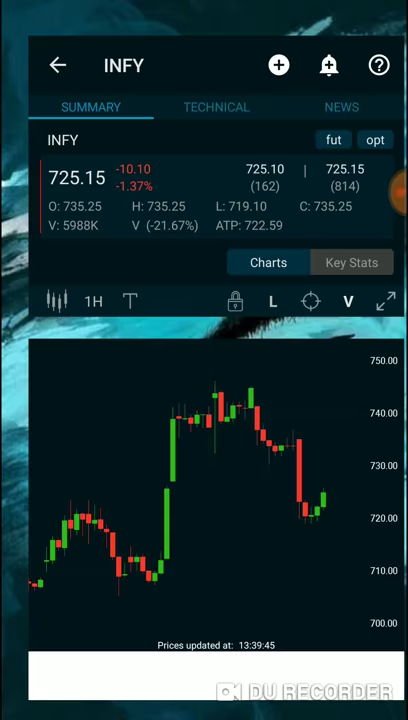 INFY
SUMMARY TECHNICAL NEWS
INFY fut opt
725.15 -10.10 725.10 | 725.15
-1.37% (162) (814)
O: 735.25 H: 735.25 L: 719.10 C: 735.25
V: 5988K V (-21.67%) ATP: 722.59
Charts Key Stats
1H T L V
750.00
740.00
730.00
720.00
710.00
700.00
Prices updated at: 13:39:45
DU RECORDER